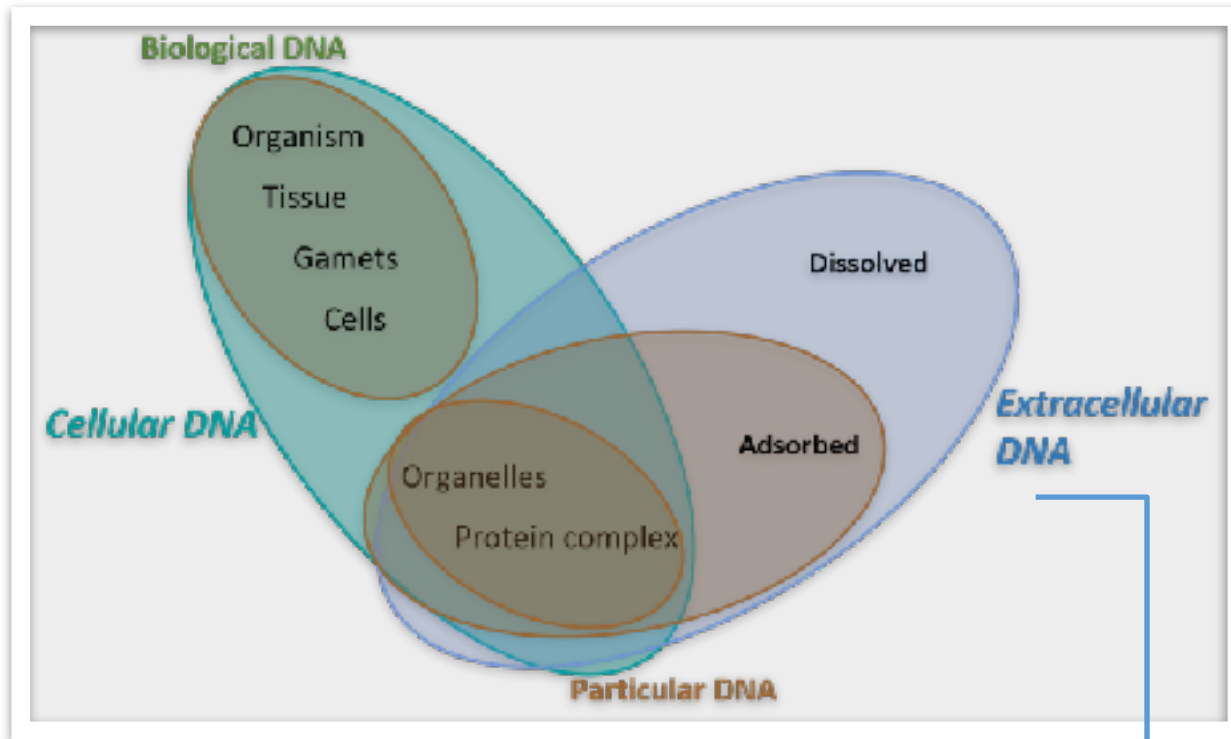 Biological DNA
Organism
Tissue
Gamets
Cells
Dissolved
Cellular DNA
Extracellular
DNA
Adsorbed
Organelles
Protein complex
Particular DNA